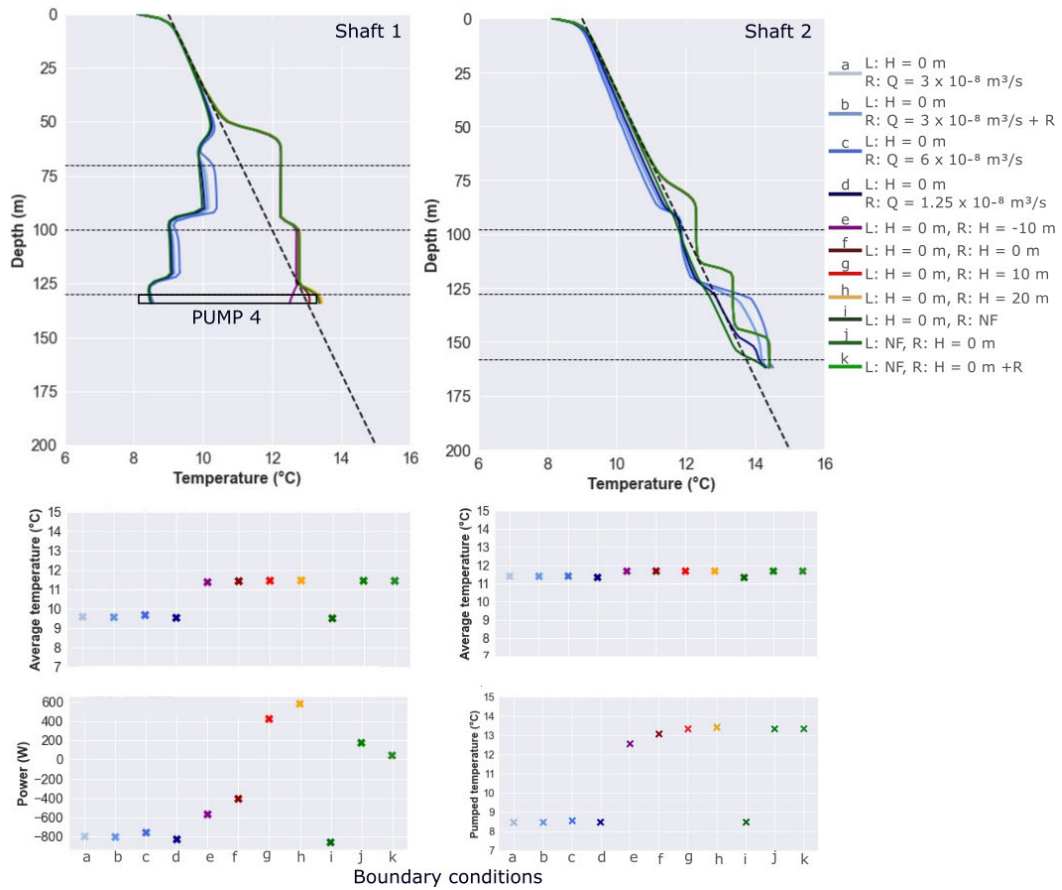 Shaft 1
Shaft 2
0
25
50
75
100
125
150
175
200
Depth (m)
6
8
10
12
14
16
Temperature (°C)
PUMP 4
0
25
50
75
100
125
150
175
200
Depth (m)
6
8
10
12
14
16
Temperature (°C)
a L: H = 0 m
R: Q = 3 x 10-⁸ m³/s
b L: H = 0 m
R: Q = 3 x 10-⁸ m³/s + R
c L: H = 0 m
R: Q = 6 x 10-⁸ m³/s
d L: H = 0 m
R: Q = 1.25 x 10-⁸ m³/s
e L: H = 0 m, R: H = -10 m
f L: H = 0 m, R: H = 0 m
g L: H = 0 m, R: H = 10 m
h L: H = 0 m, R: H = 20 m
i L: H = 0 m, R: NF
j L: NF, R: H = 0 m
k L: NF, R: H = 0 m +R
15
14
13
12
11
10
9
8
7
Average temperature (°C)
15
14
13
12
11
10
9
8
7
Average temperature (°C)
600
400
200
0
−200
−400
−600
−800
Power (W)
a b c d e f g h i j k
15
14
13
12
11
10
9
8
7
Pumped temperature (°C)
a b c d e f g h i j k
Boundary conditions